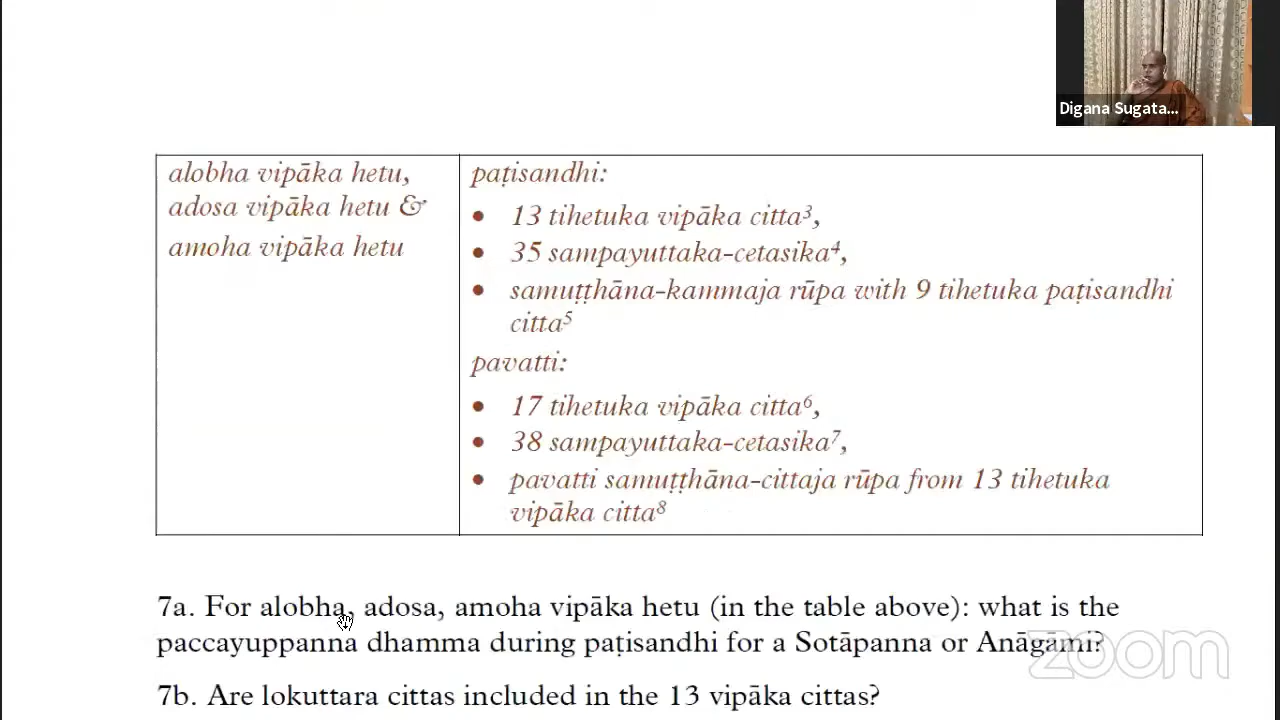 Digana Sugata...
alobha vipāka hetu,
adosa vipāka hetu &
amoha vipāka hetu
paṭisandhi:
• 13 tihetuka vipāka citta³,
• 35 sampayuttaka-cetasika⁴,
• samuṭṭhāna-kammaja rūpa with 9 tihetuka paṭisandhi
citta⁵
pavatti:
• 17 tihetuka vipāka citta⁶,
• 38 sampayuttaka-cetasika⁷,
• pavatti samuṭṭhāna-cittaja rūpa from 13 tihetuka
vipāka citta⁸
7a. For alobha, adosa, amoha vipāka hetu (in the table above): what is the
paccayuppanna dhamma during paṭisandhi for a Sotāpanna or Anāgāmi?
zoom
7b. Are lokuttara cittas included in the 13 vipāka cittas?